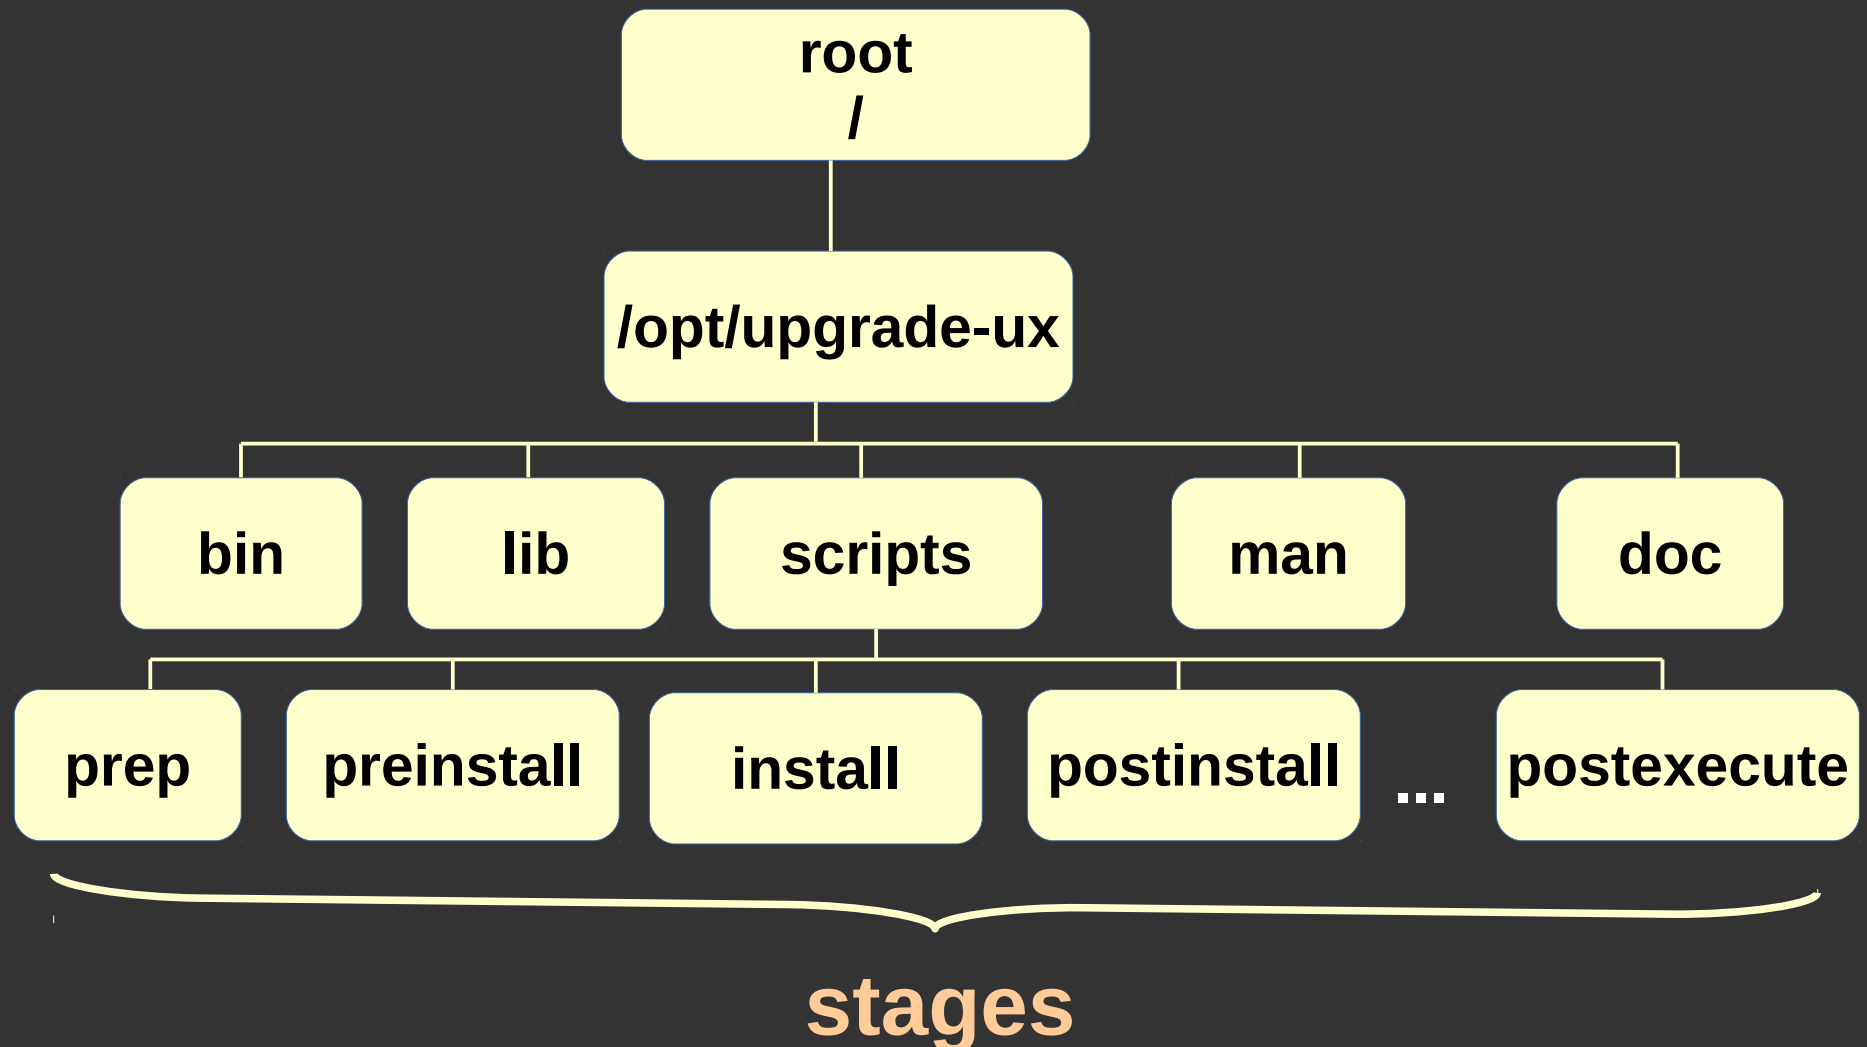 root
/
/opt/upgrade-ux
bin
lib
scripts
man
doc
prep
preinstall
install
postinstall
...
postexecute
stages